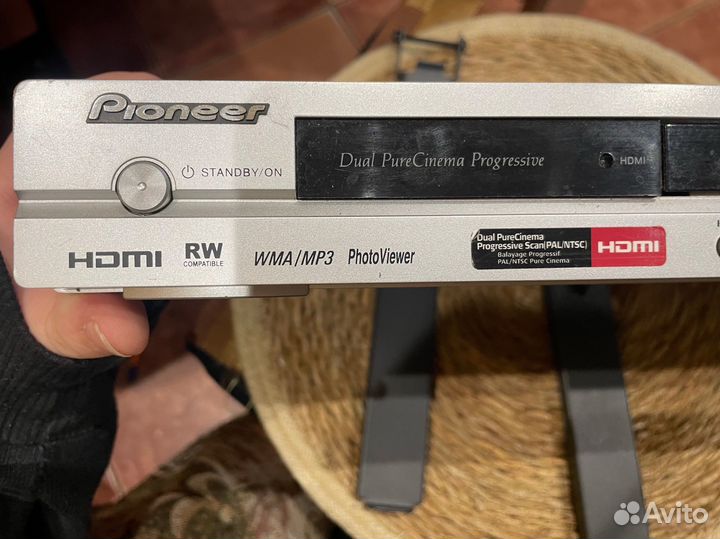 Pioneer
STANDBY/ON
Dual PureCinema Progressive
HDMI
HDMI
RW
COMPATIBLE
WMA/MP3
PhotoViewer
Dual PureCinema
Progressive Scan(PAL/NTSC)
Balayage Progressif
PAL/NTSC Pure Cinema
HDMI
Avito